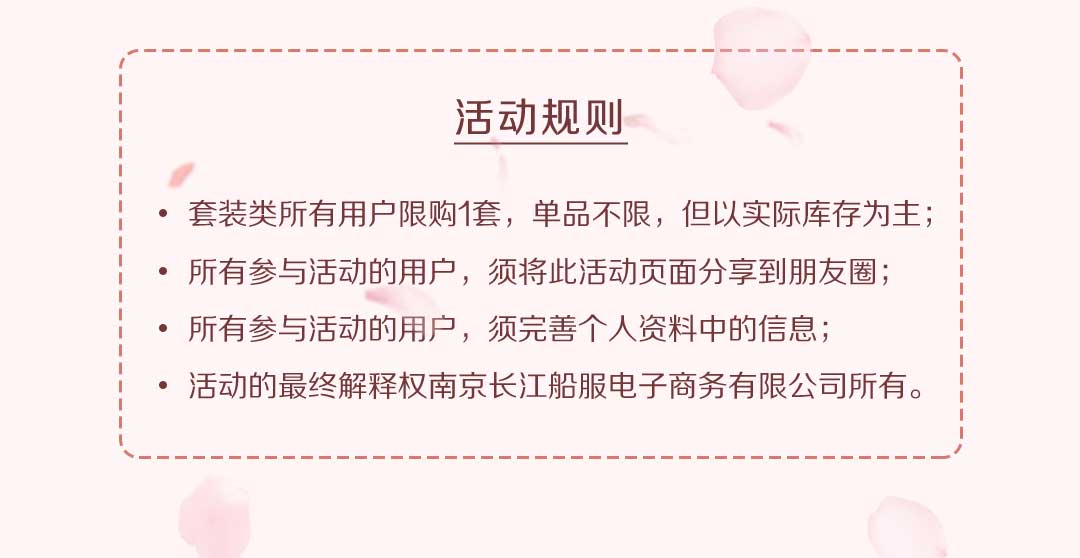 活动规则
• 套装类所有用户限购1套，单品不限，但以实际库存为主；
• 所有参与活动的用户，须将此活动页面分享到朋友圈；
• 所有参与活动的用户，须完善个人资料中的信息；
• 活动的最终解释权南京长江船服电子商务有限公司所有。